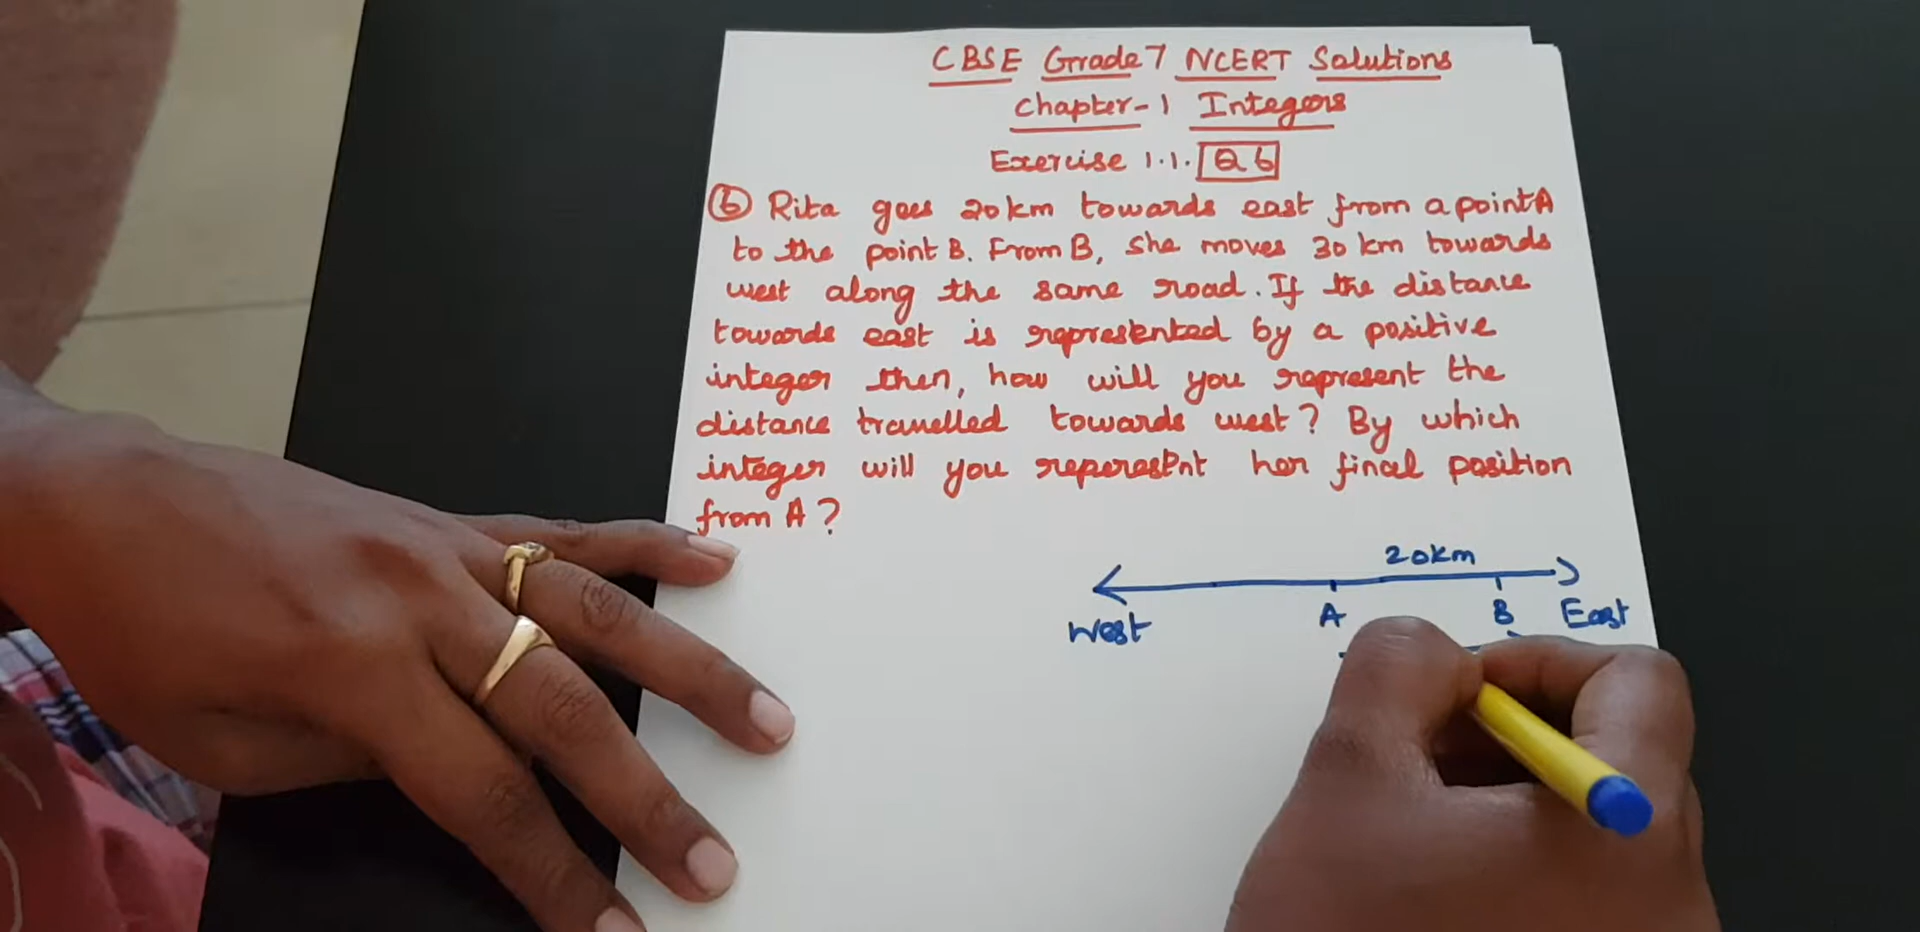 CBSE Grade 7 NCERT Solutions
Chapter-1 Integers
Exercise 1.1. Q6
6 Rita goes 20km towards east from a point A
to the point B. From B, she moves 30 km towards
west along the same road. If the distance
towards east is represented by a positive
integer then, how will you represent the
distance travelled towards west? By which
integer will you reperesent her final position
from A?
20km
A B East
West